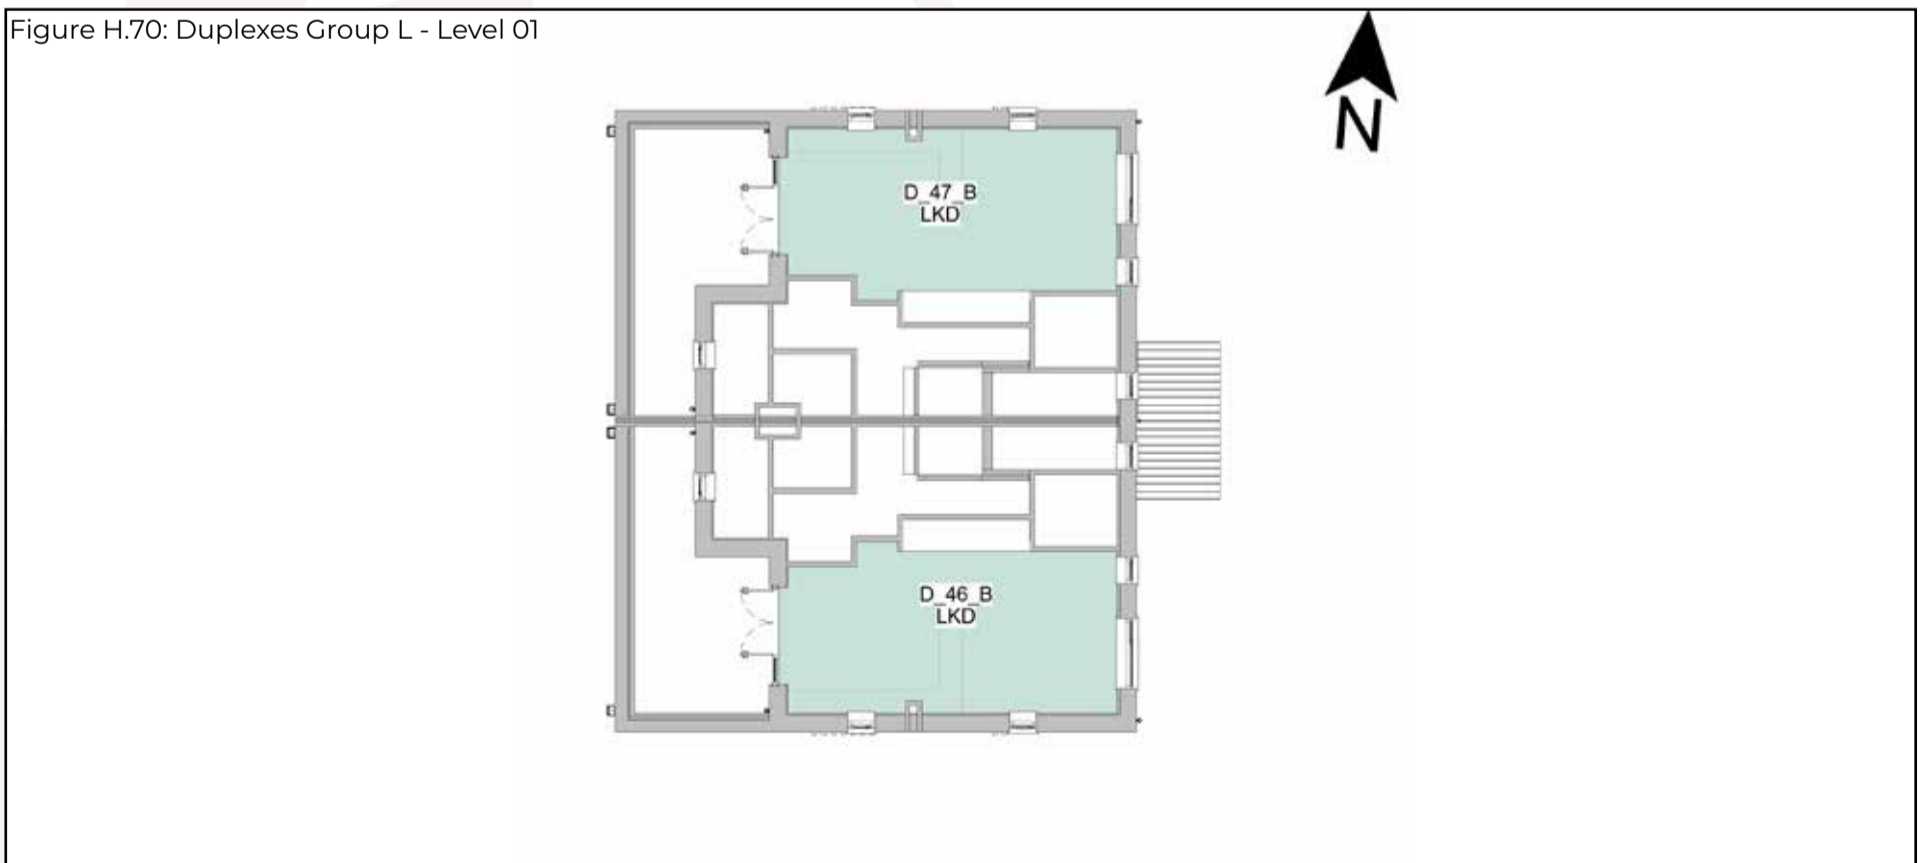 Figure H.70: Duplexes Group L - Level 01
N
D_47_B
LKD
D_46_B
LKD